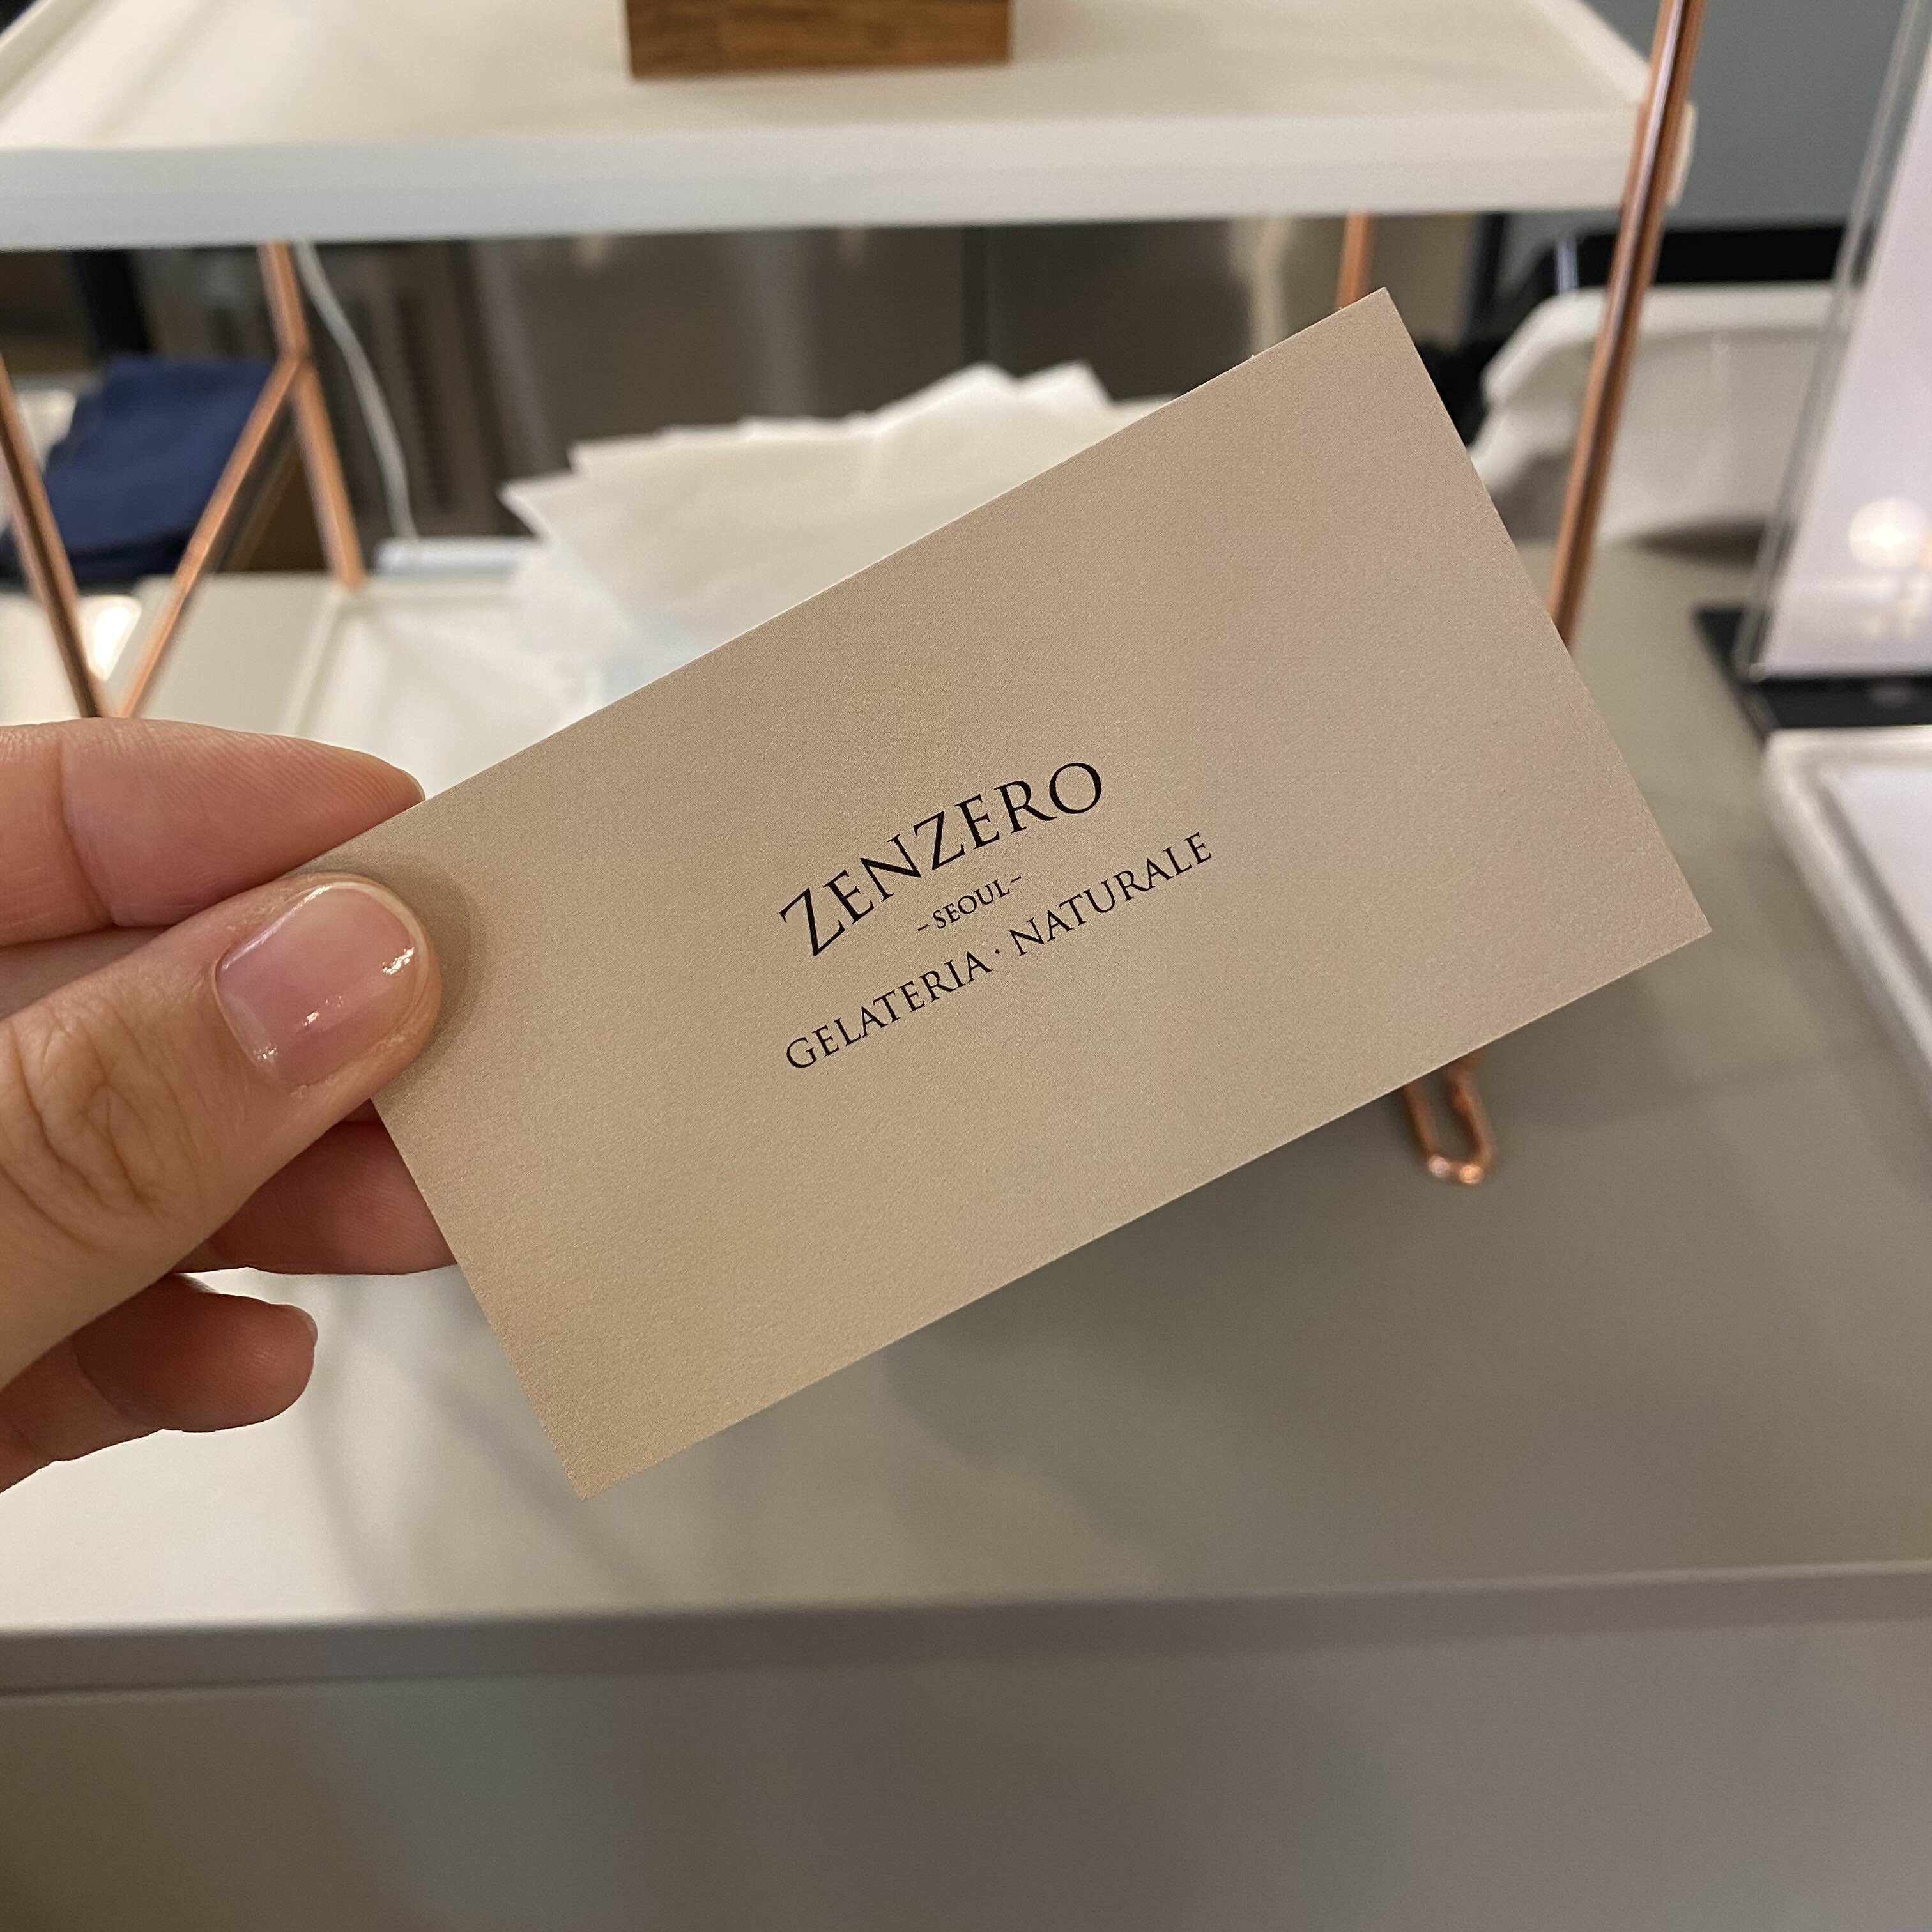 ZENZERO
-SEOUL-
GELATERIA · NATURALE